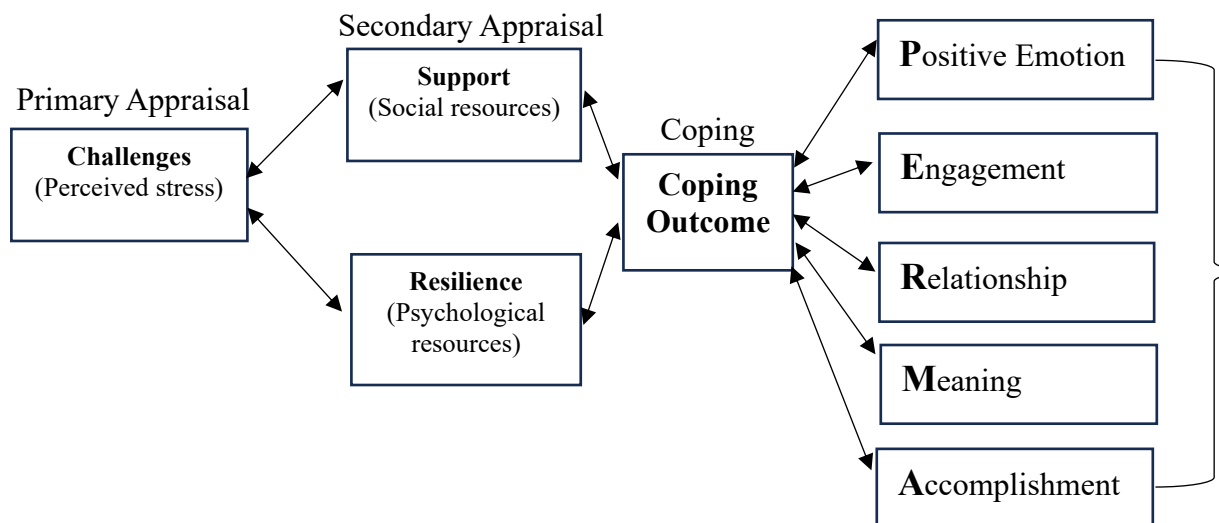 Primary Appraisal
Challenges
(Perceived stress)
Secondary Appraisal
Support
(Social resources)
Resilience
(Psychological
resources)
Coping
Coping
Outcome
Positive Emotion
Engagement
Relationship
Meaning
Accomplishment